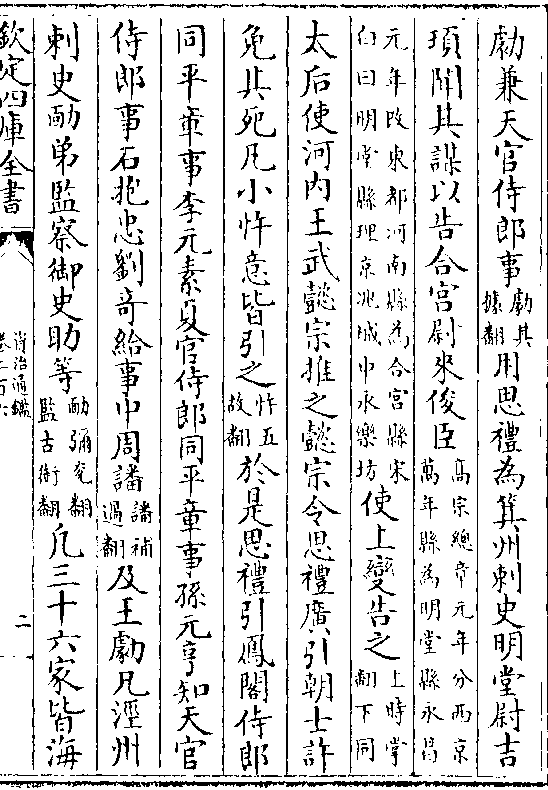 勮兼天官侍郎事勮其據翻用思禮為箕州刺史明堂尉吉
頊聞其謀以告合宮尉來俊臣高宗總章元年分西京萬年縣為明堂縣永昌
元年改東都河南縣為合宮縣宋白曰明堂縣理京兆城中永樂坊使上變告之上時掌翻下同
太后使河内王武懿宗推之懿宗令思禮廣引朝士許
免其死凡小忤意皆引之忤五故翻於是思禮引鳳閣侍郎
同平章事李元素夏官侍郎同平章事孫元亨知天官
侍郎事石抱忠劉奇給事中周譒譒補過翻及王勮兄涇州
刺史勔弟監察御史助等勔彌兖翻監古銜翻凡三十六家皆海
欽定四庫全書
資治通鑑
卷二百六
二